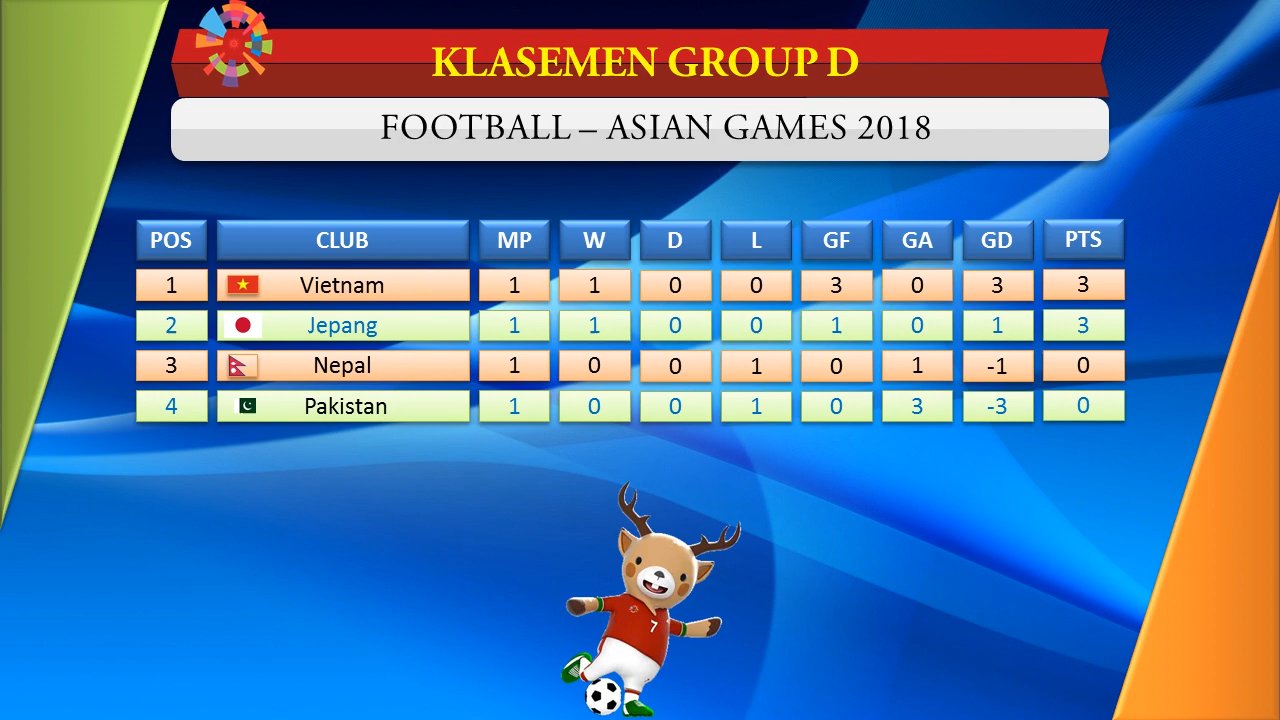 KLASEMEN GROUP D
FOOTBALL – ASIAN GAMES 2018
POS CLUB MP W D L GF GA GD PTS
1 Vietnam 1 1 0 0 3 0 3 3
2 Jepang 1 1 0 0 1 0 1 3
3 Nepal 1 0 0 1 0 1 -1 0
4 Pakistan 1 0 0 1 0 3 -3 0
7